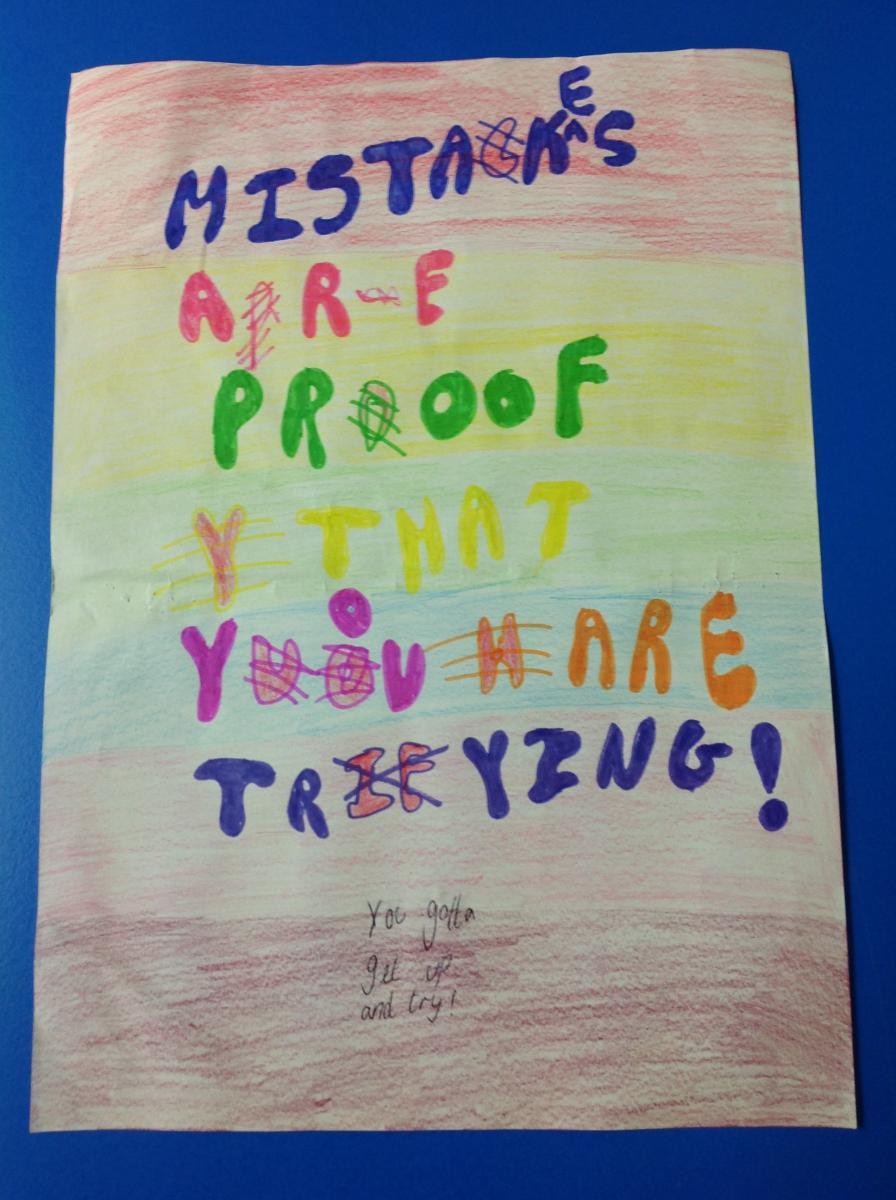 MISTAKES
ARE
PROOF
THAT
YOU ARE
TRYING!
You gotta
get up
and try!